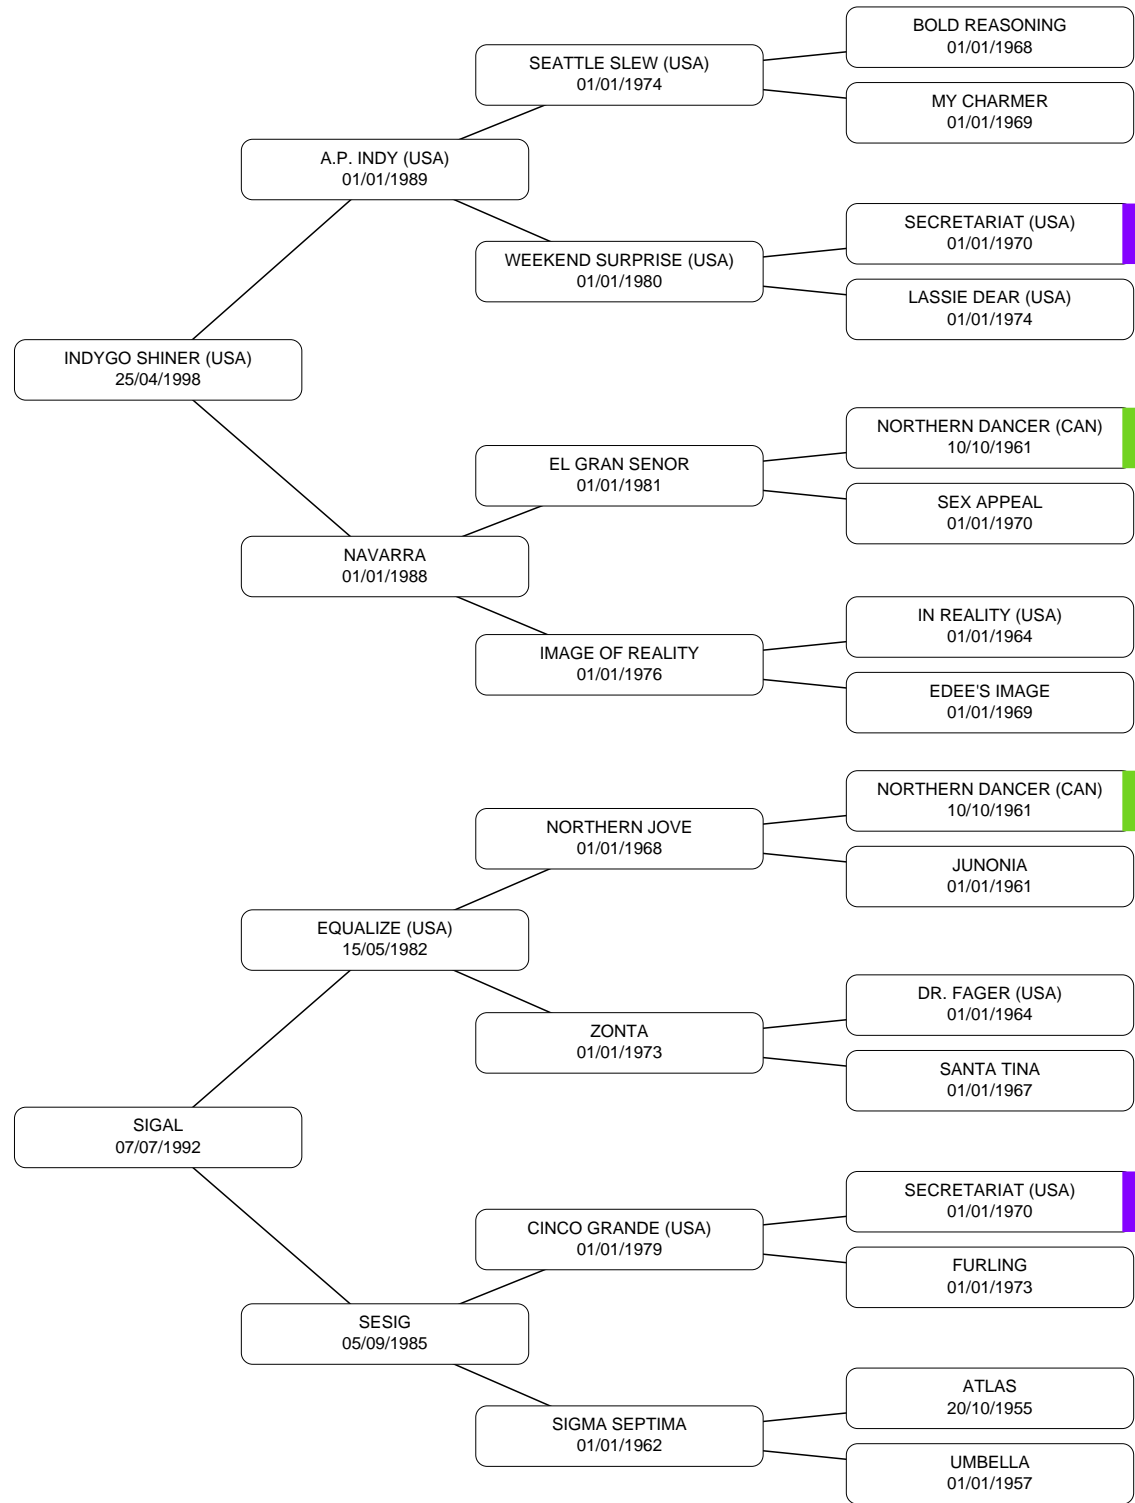 BOLD REASONING
01/01/1968
SEATTLE SLEW (USA)
01/01/1974
MY CHARMER
01/01/1969
A.P. INDY (USA)
01/01/1989
SECRETARIAT (USA)
01/01/1970
WEEKEND SURPRISE (USA)
01/01/1980
LASSIE DEAR (USA)
01/01/1974
INDYGO SHINER (USA)
25/04/1998
NORTHERN DANCER (CAN)
10/10/1961
EL GRAN SENOR
01/01/1981
SEX APPEAL
01/01/1970
NAVARRA
01/01/1988
IN REALITY (USA)
01/01/1964
IMAGE OF REALITY
01/01/1976
EDEE'S IMAGE
01/01/1969
NORTHERN DANCER (CAN)
10/10/1961
NORTHERN JOVE
01/01/1968
JUNONIA
01/01/1961
EQUALIZE (USA)
15/05/1982
DR. FAGER (USA)
01/01/1964
ZONTA
01/01/1973
SANTA TINA
01/01/1967
SIGAL
07/07/1992
SECRETARIAT (USA)
01/01/1970
CINCO GRANDE (USA)
01/01/1979
FURLING
01/01/1973
SESIG
05/09/1985
ATLAS
20/10/1955
SIGMA SEPTIMA
01/01/1962
UMBELLA
01/01/1957